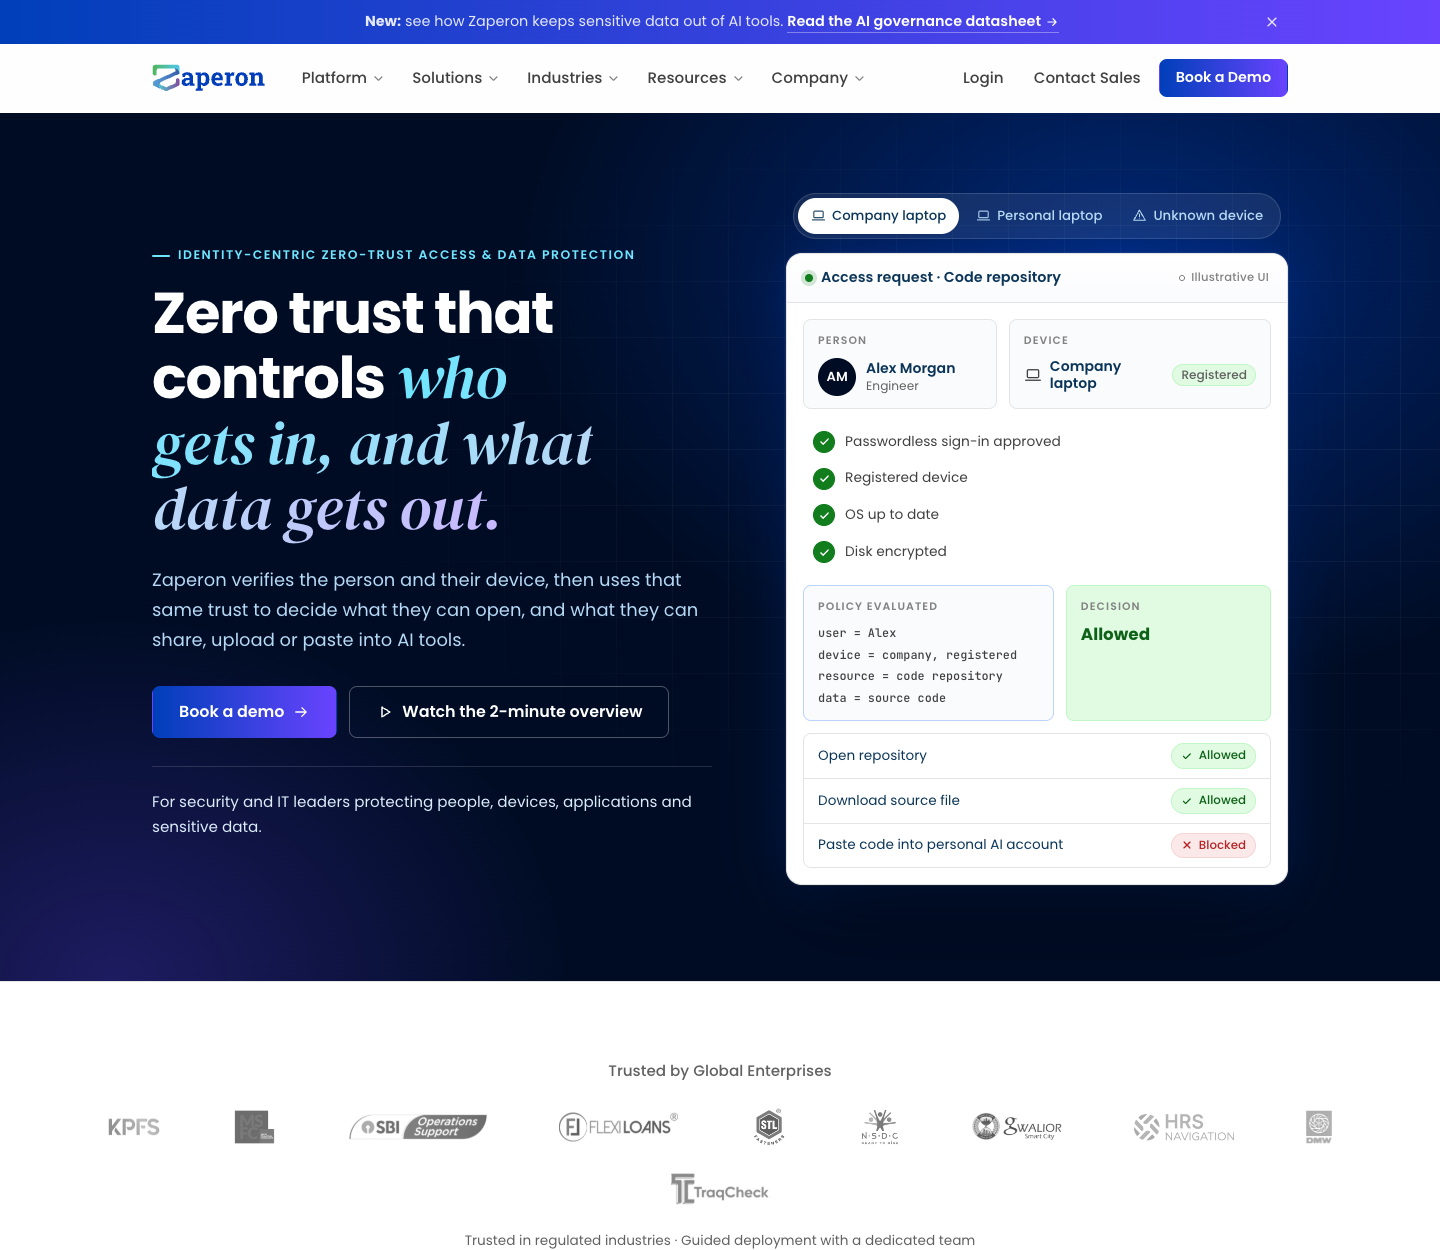 New: see how Zaperon keeps sensitive data out of AI tools. Read the AI governance datasheet →
Zaperon
Platform
Solutions
Industries
Resources
Company
Login
Contact Sales
Book a Demo
IDENTITY-CENTRIC ZERO-TRUST ACCESS & DATA PROTECTION
Zero trust that
controls who
gets in, and what
data gets out.
Zaperon verifies the person and their device, then uses that
same trust to decide what they can open, and what they can
share, upload or paste into AI tools.
Book a demo →
Watch the 2-minute overview
For security and IT leaders protecting people, devices, applications and
sensitive data.
Company laptop
Personal laptop
Unknown device
Access request · Code repository
Illustrative UI
PERSON
AM
Alex Morgan
Engineer
DEVICE
Company
laptop
Registered
Passwordless sign-in approved
Registered device
OS up to date
Disk encrypted
POLICY EVALUATED
user = Alex
device = company, registered
resource = code repository
data = source code
DECISION
Allowed
Open repository
Allowed
Download source file
Allowed
Paste code into personal AI account
Blocked
Trusted by Global Enterprises
KPFS
SBI Operations
Support
FLEXILOANS®
STL
N·S·D·C
GWALIOR
Smart City
HRS
NAVIGATION
DMW
TraqCheck
Trusted in regulated industries · Guided deployment with a dedicated team